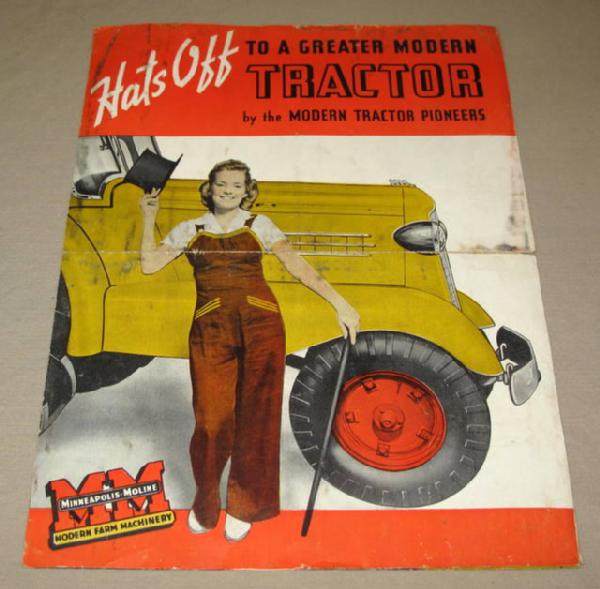 Hats Off TO A GREATER MODERN
TRACTOR
by the MODERN TRACTOR PIONEERS
MM
MINNEAPOLIS-MOLINE
MODERN FARM MACHINERY